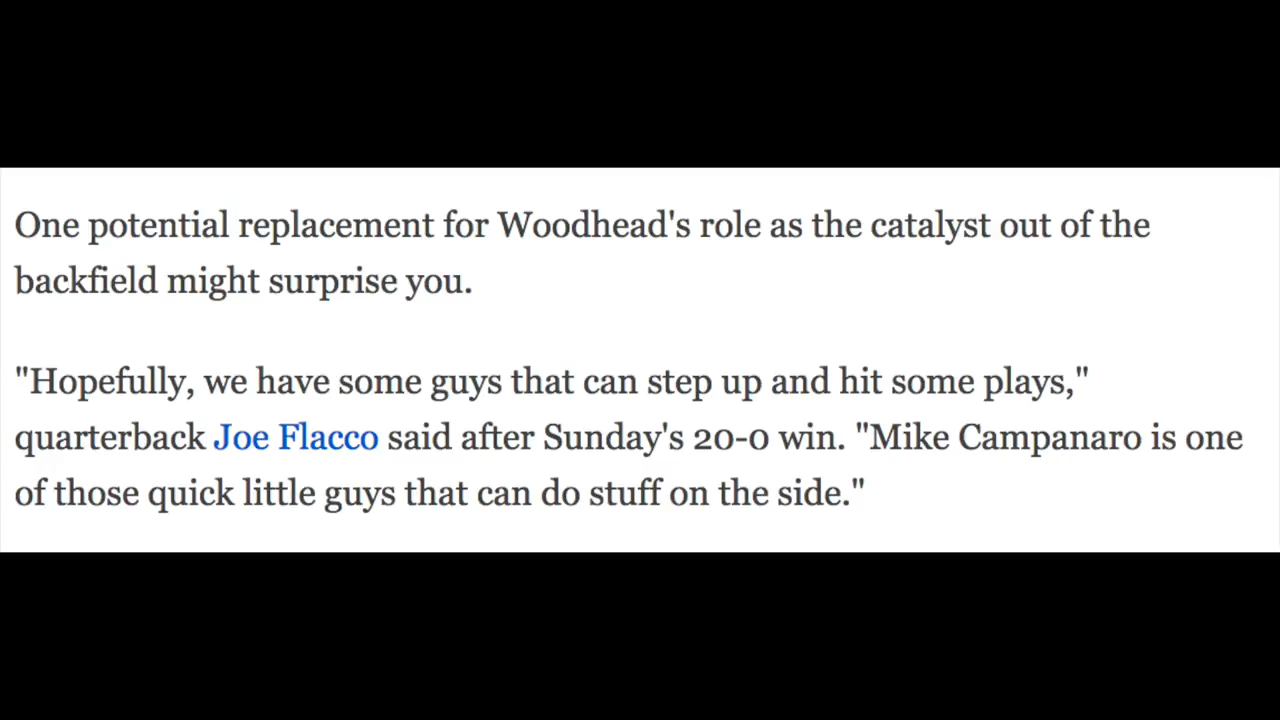 One potential replacement for Woodhead's role as the catalyst out of the
backfield might surprise you.
"Hopefully, we have some guys that can step up and hit some plays,"
quarterback Joe Flacco said after Sunday's 20-0 win. "Mike Campanaro is one
of those quick little guys that can do stuff on the side."